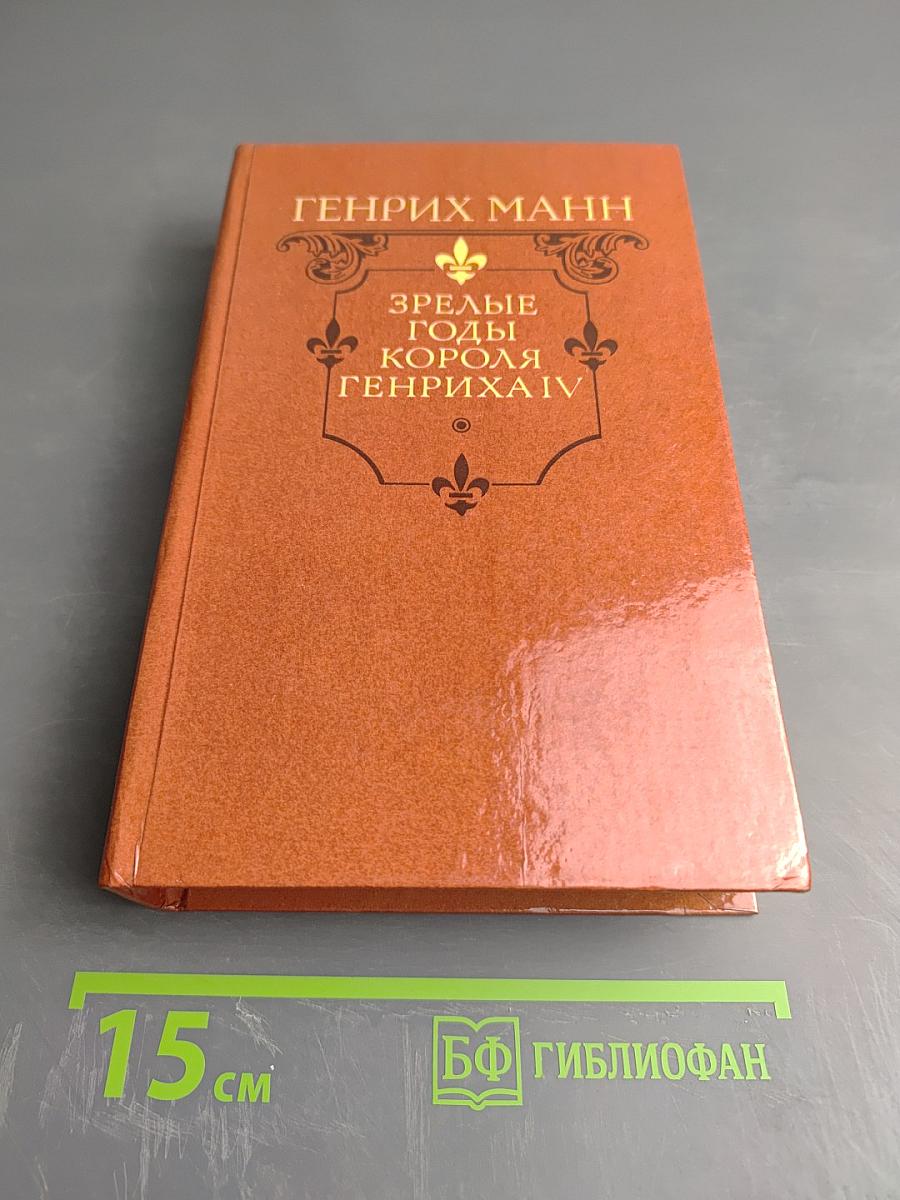 ГЕНРИХ МАНН
ЗРЕЛЫЕ
ГОДЫ
КОРОЛЯ
ГЕНРИХА IV
15 см
БФ ГИБЛИОФАН